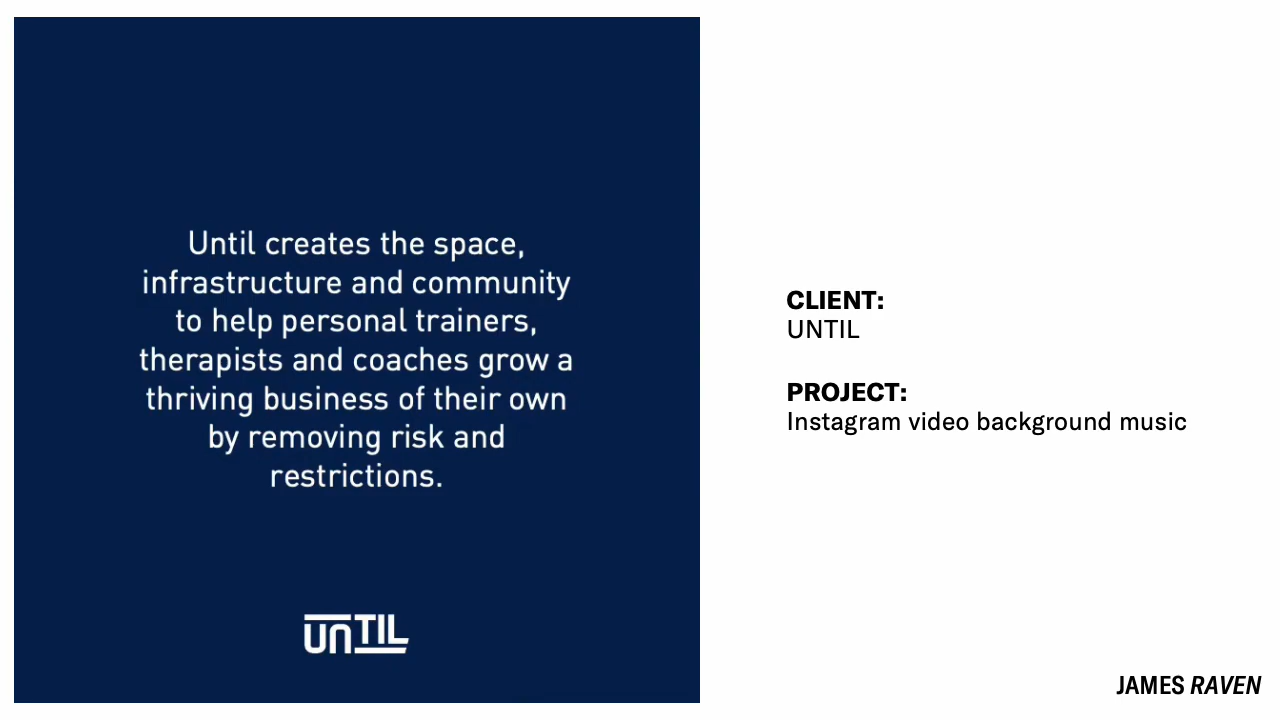 Until creates the space,
infrastructure and community
to help personal trainers,
therapists and coaches grow a
thriving business of their own
by removing risk and
restrictions.
UNTIL
CLIENT:
UNTIL
PROJECT:
Instagram video background music
JAMES RAVEN